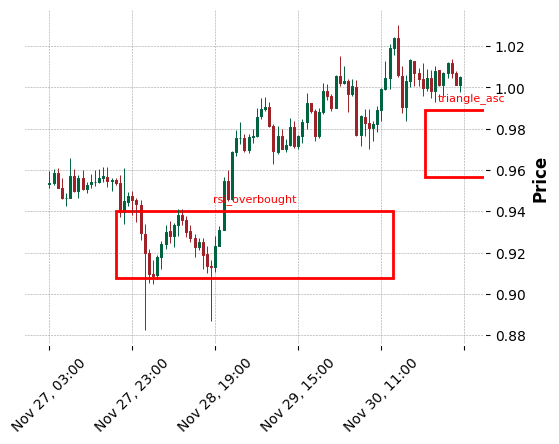 1.02
1.00
triangle_asc
0.98
0.96
rsi_overbought
0.94
0.92
0.90
0.88
Price
Nov 27, 03:00
Nov 27, 23:00
Nov 28, 19:00
Nov 29, 15:00
Nov 30, 11:00